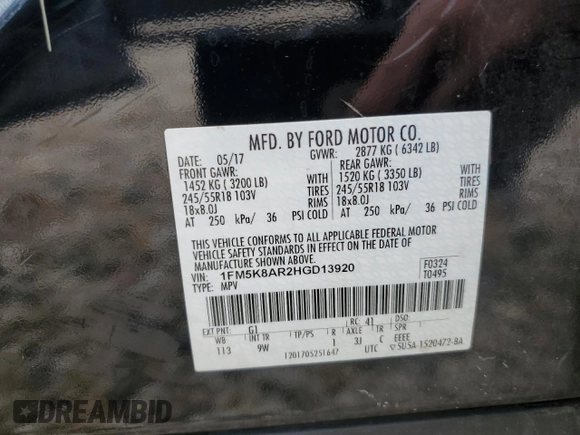 MFD. BY FORD MOTOR CO.
DATE: 05/17 GVWR: 2877 KG ( 6342 LB)
FRONT GAWR: REAR GAWR:
1452 KG ( 3200 LB) WITH 1520 KG ( 3350 LB) WITH
245/55R18 103V TIRES 245/55R18 103V TIRES
18x8.0J RIMS 18x8.0J RIMS
AT 250 kPa/ 36 PSI COLD AT 250 kPa/ 36 PSI COLD
THIS VEHICLE CONFORMS TO ALL APPLICABLE FEDERAL MOTOR
VEHICLE SAFETY STANDARDS IN EFFECT ON THE DATE OF
MANUFACTURE SHOWN ABOVE.
VIN: 1FM5K8AR2HGD13920 F0324
TYPE: MPV T0495
EXT PNT: G1 RC: 41 DSO:
WB INT TR TP/PS R AXLE TR SPR
113 9W 1 3J C EEEE
1201705251647 UTC SU5A-1520472-BA
DREAMBID